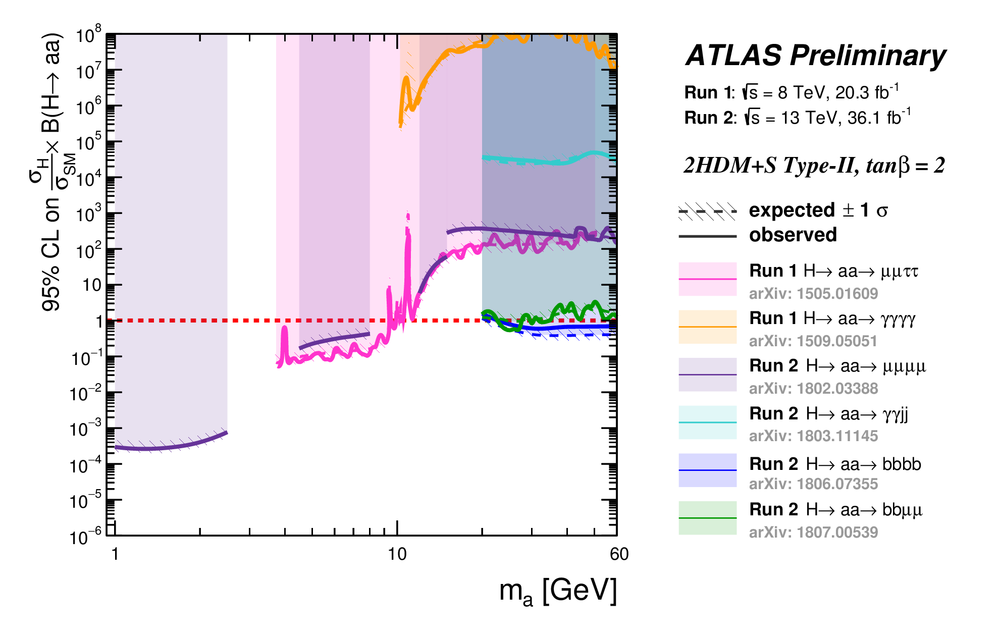 95% CL on σ_H/σ_SM × B(H→ aa)
10^8
10^7
10^6
10^5
10^4
10^3
10^2
10
1
10^−1
10^−2
10^−3
10^−4
10^−5
10^−6
1
10
60
m_a [GeV]
ATLAS Preliminary
Run 1: √s = 8 TeV, 20.3 fb^-1
Run 2: √s = 13 TeV, 36.1 fb^-1
2HDM+S Type-II, tanβ = 2
expected ± 1 σ
observed
Run 1 H→ aa→ μμττ
arXiv: 1505.01609
Run 1 H→ aa→ γγγγ
arXiv: 1509.05051
Run 2 H→ aa→ μμμμ
arXiv: 1802.03388
Run 2 H→ aa→ γγjj
arXiv: 1803.11145
Run 2 H→ aa→ bbbb
arXiv: 1806.07355
Run 2 H→ aa→ bbμμ
arXiv: 1807.00539